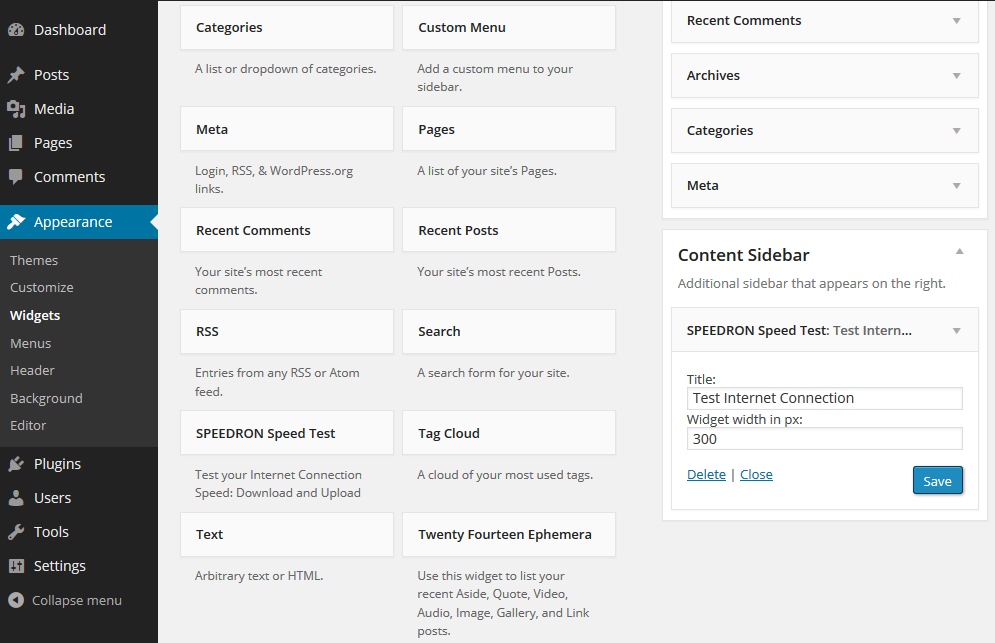 Dashboard
Posts
Media
Pages
Comments
Appearance
Themes
Customize
Widgets
Menus
Header
Background
Editor
Plugins
Users
Tools
Settings
Collapse menu
Categories
A list or dropdown of categories.
Custom Menu
Add a custom menu to your
sidebar.
Meta
Login, RSS, & WordPress.org
links.
Pages
A list of your site's Pages.
Recent Comments
Your site's most recent
comments.
Recent Posts
Your site's most recent Posts.
RSS
Entries from any RSS or Atom
feed.
Search
A search form for your site.
SPEEDRON Speed Test
Test your Internet Connection
Speed: Download and Upload
Tag Cloud
A cloud of your most used tags.
Text
Arbitrary text or HTML.
Twenty Fourteen Ephemera
Use this widget to list your
recent Aside, Quote, Video,
Audio, Image, Gallery, and Link
posts.
Recent Comments
Archives
Categories
Meta
Content Sidebar
Additional sidebar that appears on the right.
SPEEDRON Speed Test: Test Intern...
Title:
Test Internet Connection
Widget width in px:
300
Delete | Close
Save